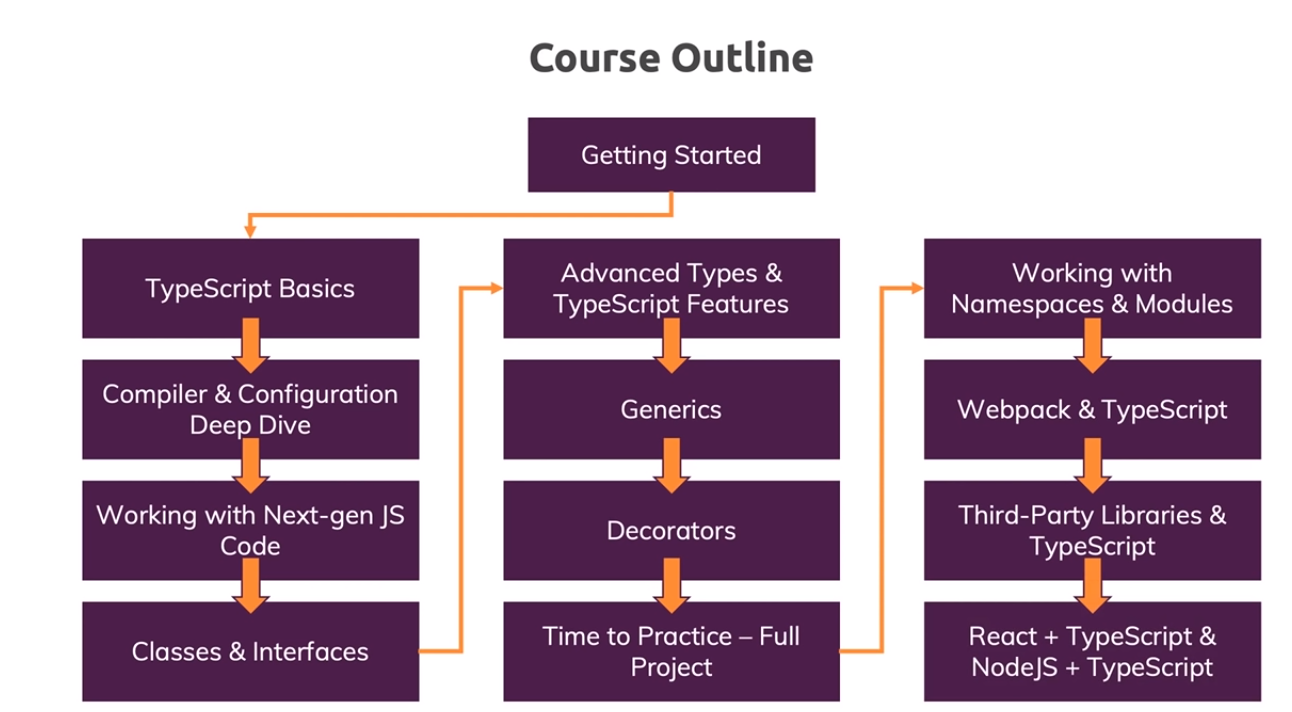 Course Outline
Getting Started
TypeScript Basics
Compiler & Configuration
Deep Dive
Working with Next-gen JS
Code
Classes & Interfaces
Advanced Types &
TypeScript Features
Generics
Decorators
Time to Practice – Full
Project
Working with
Namespaces & Modules
Webpack & TypeScript
Third-Party Libraries &
TypeScript
React + TypeScript &
NodeJS + TypeScript